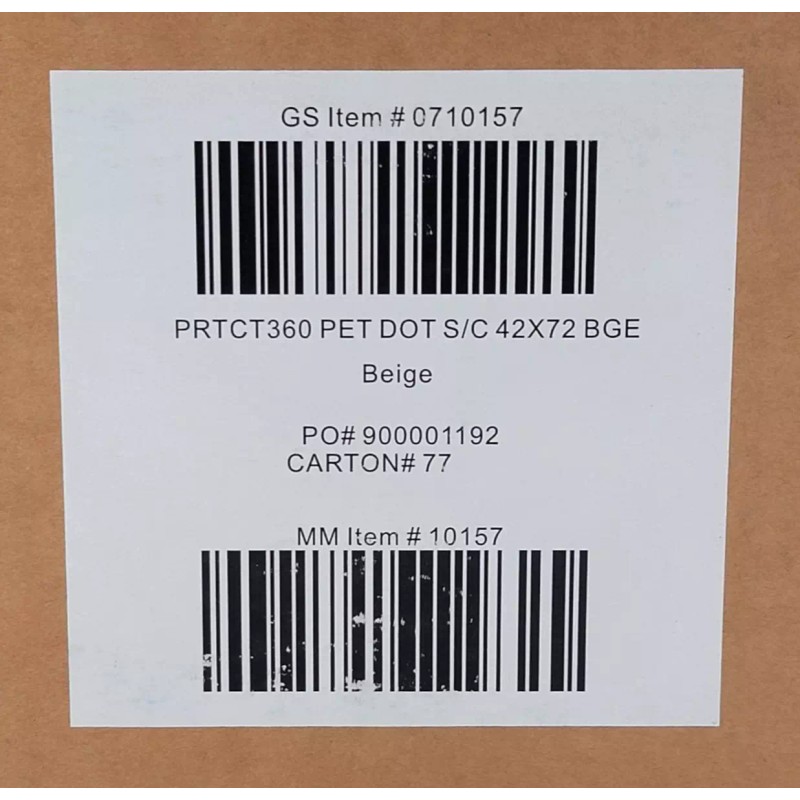 GS Item # 0710157
PRTCT360 PET DOT S/C 42X72 BGE
Beige
PO# 900001192
CARTON# 77
MM Item # 10157